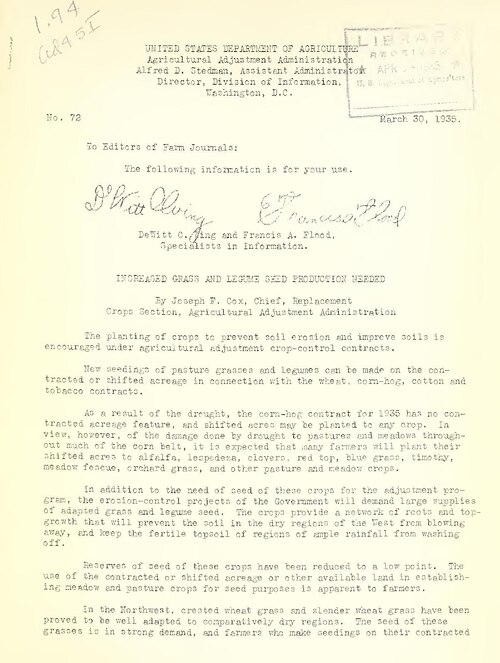 1.94
Ad45I
LIBRARY
RECEIVED
U. S. Department of Agriculture
UNITED STATES DEPARTMENT OF AGRICULTURE
Agricultural Adjustment Administration
Alfred D. Stedman, Assistant Administrator
Director, Division of Information,
Washington, D.C.
No. 72
March 30, 1935.
To Editors of Farm Journals:
The following information is for your use.
DeWitt C. Wing
Francis A. Flood
DeWitt C. Wing and Francis A. Flood,
Specialists in Information.
INCREASED GRASS AND LEGUME SEED PRODUCTION NEEDED
By Joseph F. Cox, Chief, Replacement
Crops Section, Agricultural Adjustment Administration
The planting of crops to prevent soil erosion and improve soils is
encouraged under agricultural adjustment crop-control contracts.
New seedings of pasture grasses and legumes can be made on the con-
tracted or shifted acreage in connection with the wheat, corn-hog, cotton and
tobacco contracts.
As a result of the drought, the corn-hog contract for 1935 has no con-
tracted acreage feature, and shifted acres may be planted to any crop. In
view, however, of the damage done by drought to pastures and meadows through-
out much of the corn belt, it is expected that many farmers will plant their
shifted acres to alfalfa, lespedeza, clovers, red top, blue grass, timothy,
meadow fescue, orchard grass, and other pasture and meadow crops.
In addition to the need of seed of these crops for the adjustment pro-
gram, the erosion-control projects of the Government will demand large supplies
of adapted grass and legume seed. The crops provide a network of roots and top-
growth that will prevent the soil in the dry regions of the West from blowing
away, and keep the fertile topsoil of regions of ample rainfall from washing
off.
Reserves of seed of these crops have been reduced to a low point. The
use of the contracted or shifted acreage or other available land in establish-
ing meadow and pasture crops for seed purposes is apparent to farmers.
In the Northwest, crested wheat grass and slender wheat grass have been
proved to be well adapted to comparatively dry regions. The seed of these
grasses is in strong demand, and farmers who make seedings on their contracted